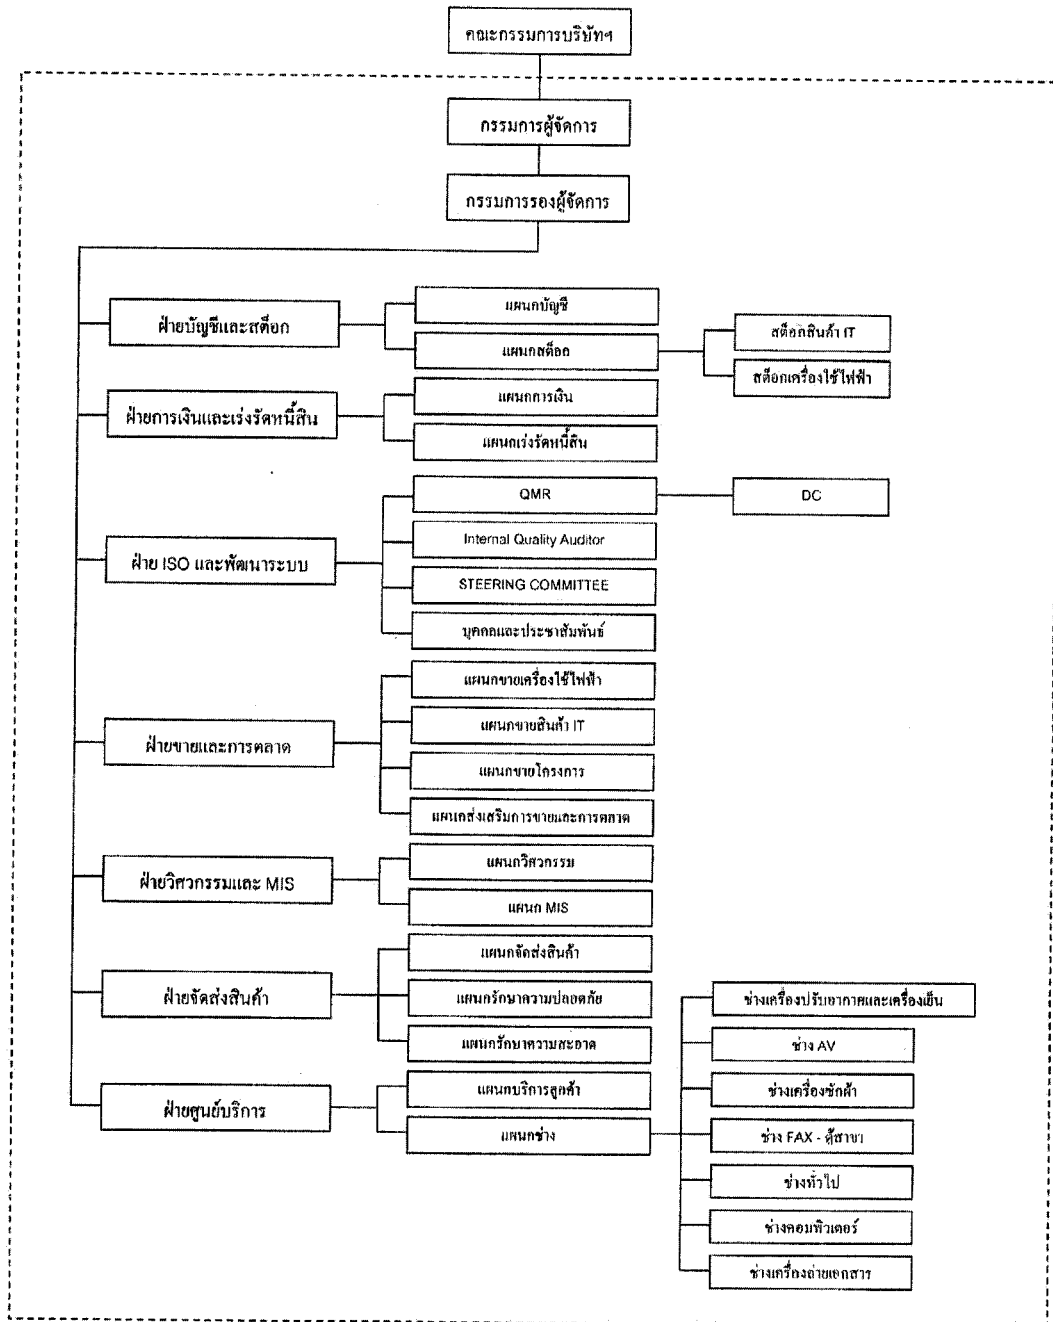 คณะกรรมการบริษัทฯ
กรรมการผู้จัดการ
กรรมการรองผู้จัดการ
ฝ่ายบัญชีและสต็อก
แผนกบัญชี
แผนกสต็อก
สต็อกสินค้า IT
สต็อกเครื่องใช้ไฟฟ้า
ฝ่ายการเงินและเร่งรัดหนี้สิน
แผนกการเงิน
แผนกเร่งรัดหนี้สิน
ฝ่าย ISO และพัฒนาระบบ
QMR
DC
Internal Quality Auditor
STEERING COMMITTEE
บุคคลและประชาสัมพันธ์
ฝ่ายขายและการตลาด
แผนกขายเครื่องใช้ไฟฟ้า
แผนกขายสินค้า IT
แผนกขายโครงการ
แผนกส่งเสริมการขายและการตลาด
ฝ่ายวิศวกรรมและ MIS
แผนกวิศวกรรม
แผนก MIS
ฝ่ายจัดส่งสินค้า
แผนกจัดส่งสินค้า
แผนกรักษาความปลอดภัย
แผนกรักษาความสะอาด
ฝ่ายศูนย์บริการ
แผนกบริการลูกค้า
แผนกช่าง
ช่างเครื่องปรับอากาศและเครื่องเย็น
ช่าง AV
ช่างเครื่องซักผ้า
ช่าง FAX - ตู้สาขา
ช่างทั่วไป
ช่างคอมพิวเตอร์
ช่างเครื่องถ่ายเอกสาร